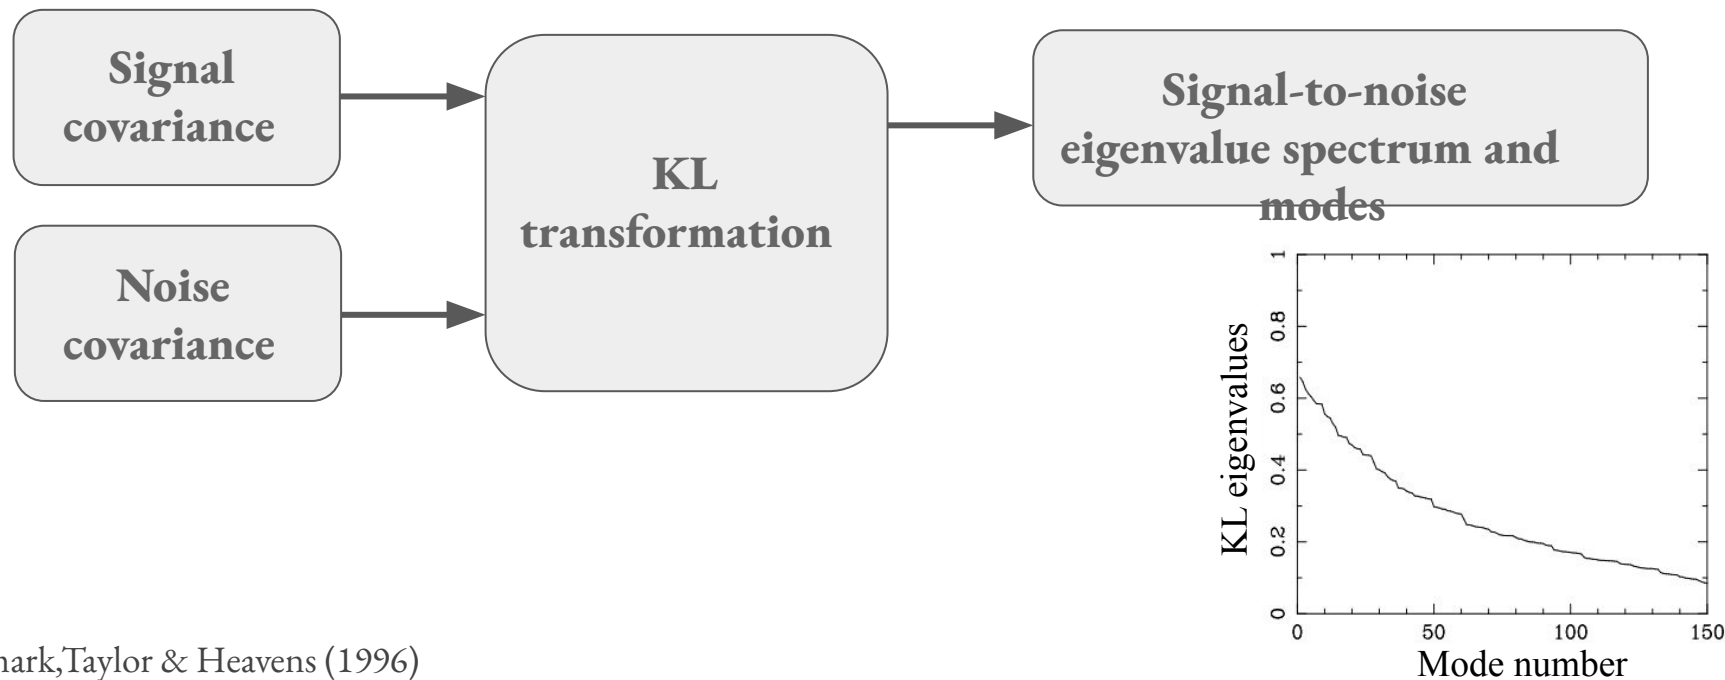 Signal
covariance
Noise
covariance
KL
transformation
Signal-to-noise
eigenvalue spectrum and
modes
KL eigenvalues
1
0.8
0.6
0.4
0.2
0
0 50 100 150
Mode number
mark,Taylor & Heavens (1996)